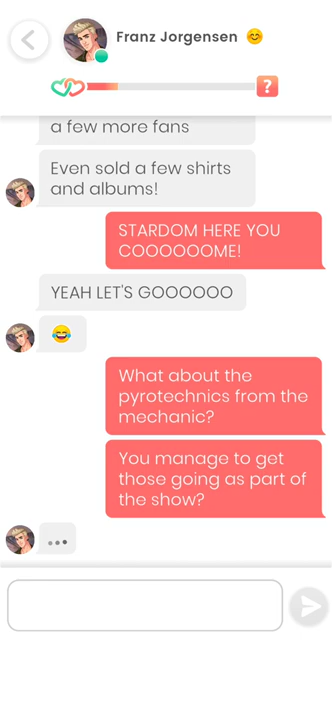 Franz Jorgensen 😊
?
a few more fans
Even sold a few shirts
and albums!
STARDOM HERE YOU
COOOOOOME!
YEAH LET'S GOOOOOO
😂
What about the
pyrotechnics from the
mechanic?
You manage to get
those going as part of
the show?
...